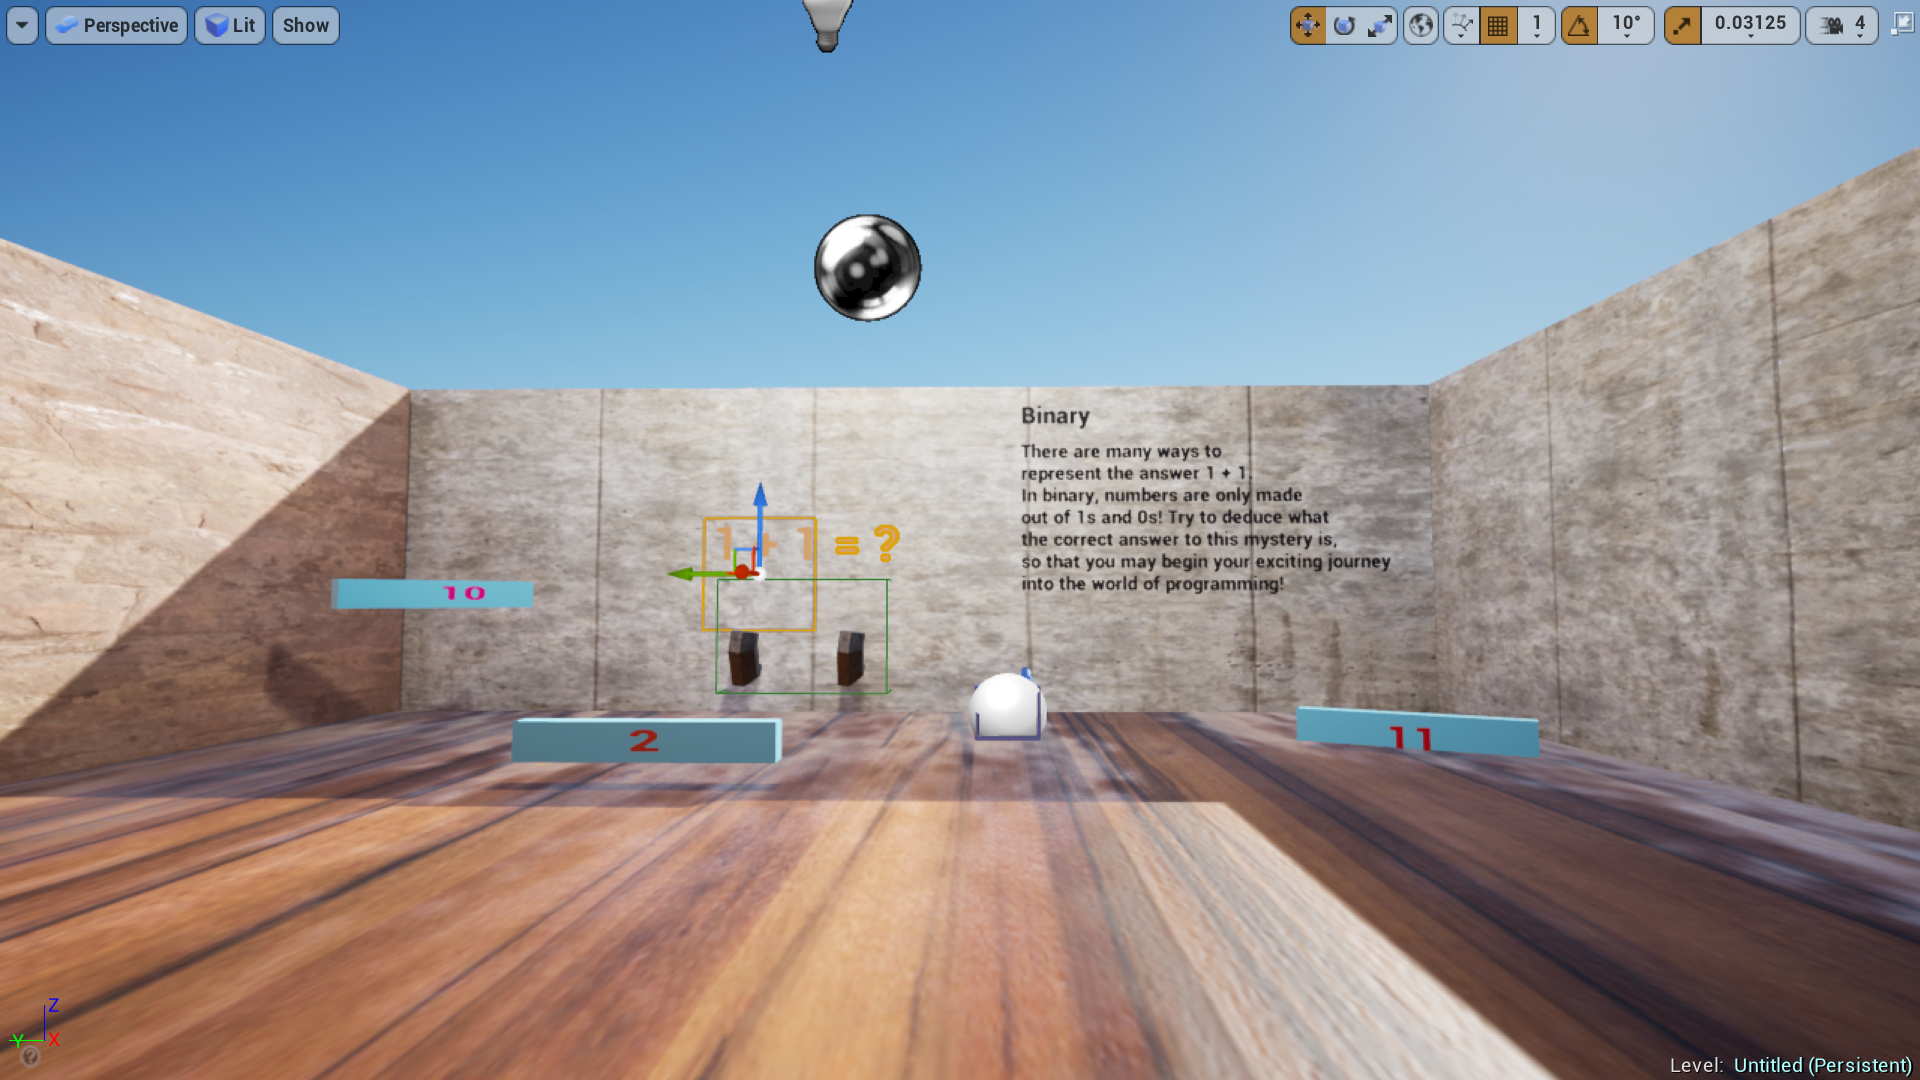 Perspective
Lit
Show
1
10°
0.03125
4
Binary
There are many ways to
represent the answer 1 + 1.
In binary, numbers are only made
out of 1s and 0s! Try to deduce what
the correct answer to this mystery is,
so that you may begin your exciting journey
into the world of programming!
1 + 1 = ?
10
2
11
Z
Y
X
Level: Untitled (Persistent)